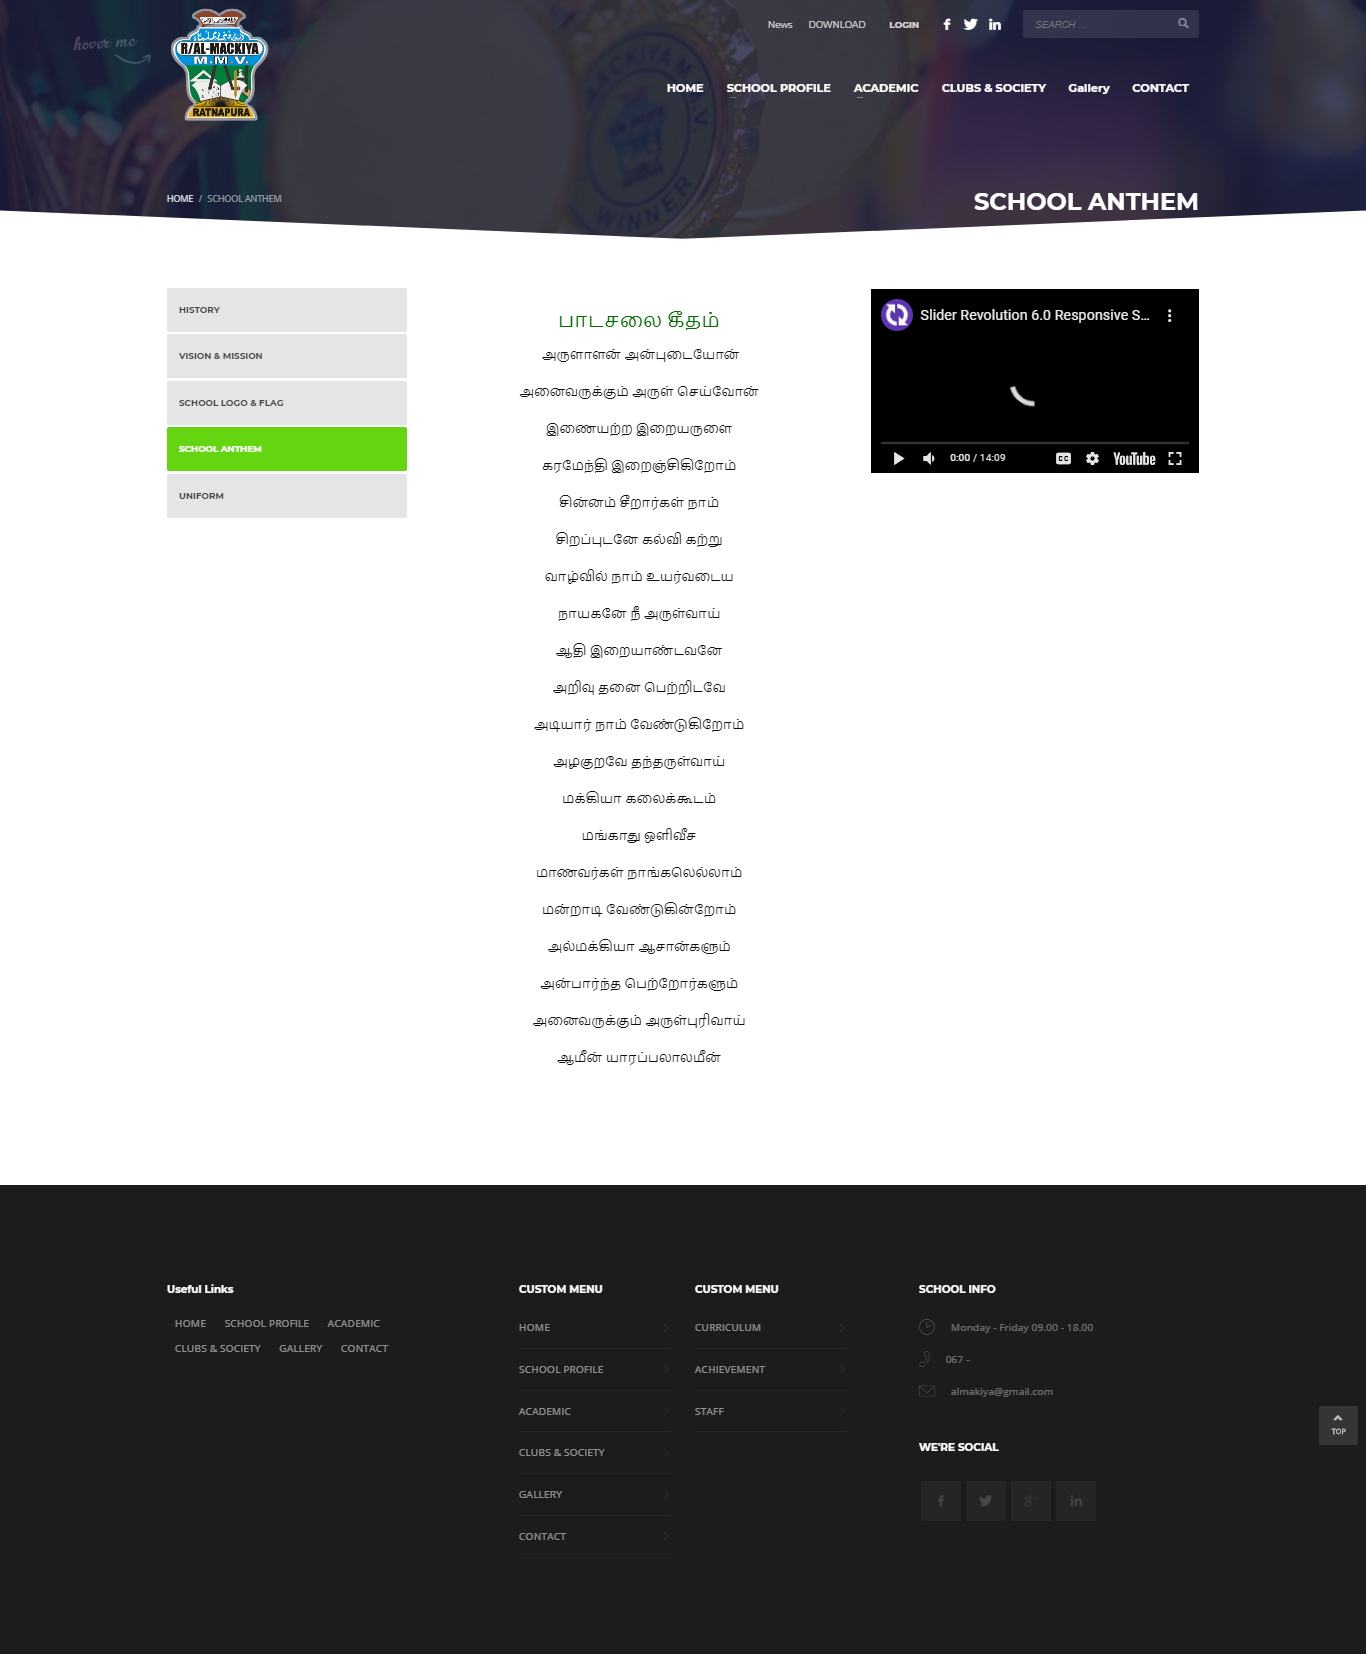 hover me
R/AL-MACKIYA
M.M.V.
RATNAPURA
News DOWNLOAD LOGIN SEARCH ...
HOME SCHOOL PROFILE ACADEMIC CLUBS & SOCIETY Gallery CONTACT
WINNER
HOME / SCHOOL ANTHEM
SCHOOL ANTHEM
HISTORY
VISION & MISSION
SCHOOL LOGO & FLAG
SCHOOL ANTHEM
UNIFORM
பாடசலை கீதம்
அருளாளன் அன்புடையோன்
அனைவருக்கும் அருள் செய்வோன்
இணையற்ற இறையருளை
கரமேந்தி இறைஞ்சிகிறோம்
சின்னம் சீறார்கள் நாம்
சிறப்புடனே கல்வி கற்று
வாழ்வில் நாம் உயர்வடைய
நாயகனே நீ அருள்வாய்
ஆதி இறையாண்டவனே
அறிவு தனை பெற்றிடவே
அடியார் நாம் வேண்டுகிறோம்
அழகுறவே தந்தருள்வாய்
மக்கியா கலைக்கூடம்
மங்காது ஒளிவீச
மாணவர்கள் நாங்கலெல்லாம்
மன்றாடி வேண்டுகின்றோம்
அல்மக்கியா ஆசான்களும்
அன்பார்ந்த பெற்றோர்களும்
அனைவருக்கும் அருள்புரிவாய்
ஆமீன் யாரப்பலாலமீன்
Slider Revolution 6.0 Responsive S...
0:00 / 14:09 CC YouTube
Useful Links
HOME SCHOOL PROFILE ACADEMIC
CLUBS & SOCIETY GALLERY CONTACT
CUSTOM MENU
HOME
SCHOOL PROFILE
ACADEMIC
CLUBS & SOCIETY
GALLERY
CONTACT
CUSTOM MENU
CURRICULUM
ACHIEVEMENT
STAFF
SCHOOL INFO
Monday - Friday 09.00 - 18.00
067 -
almakiya@gmail.com
WE'RE SOCIAL
TOP